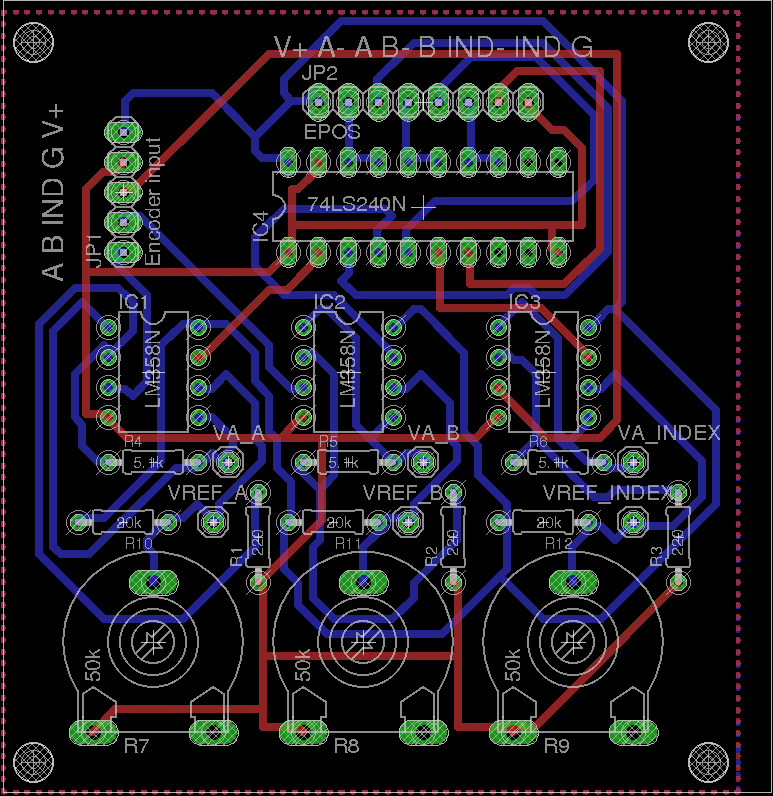 V+ A- A B- B IND- IND G
JP2
EPOS
A B IND G V+
JP1
Encoder input
IC4
74LS240N
IC1
IC2
IC3
LM358N
LM358N
LM358N
VA_A
VA_B
VA_INDEX
R4
R5
R6
5.1k
5.1k
5.1k
VREF_A
VREF_B
VREF_INDEX
20k
20k
20k
R10
R11
R12
R1
R2
R3
220
220
220
50k
50k
50k
R7
R8
R9